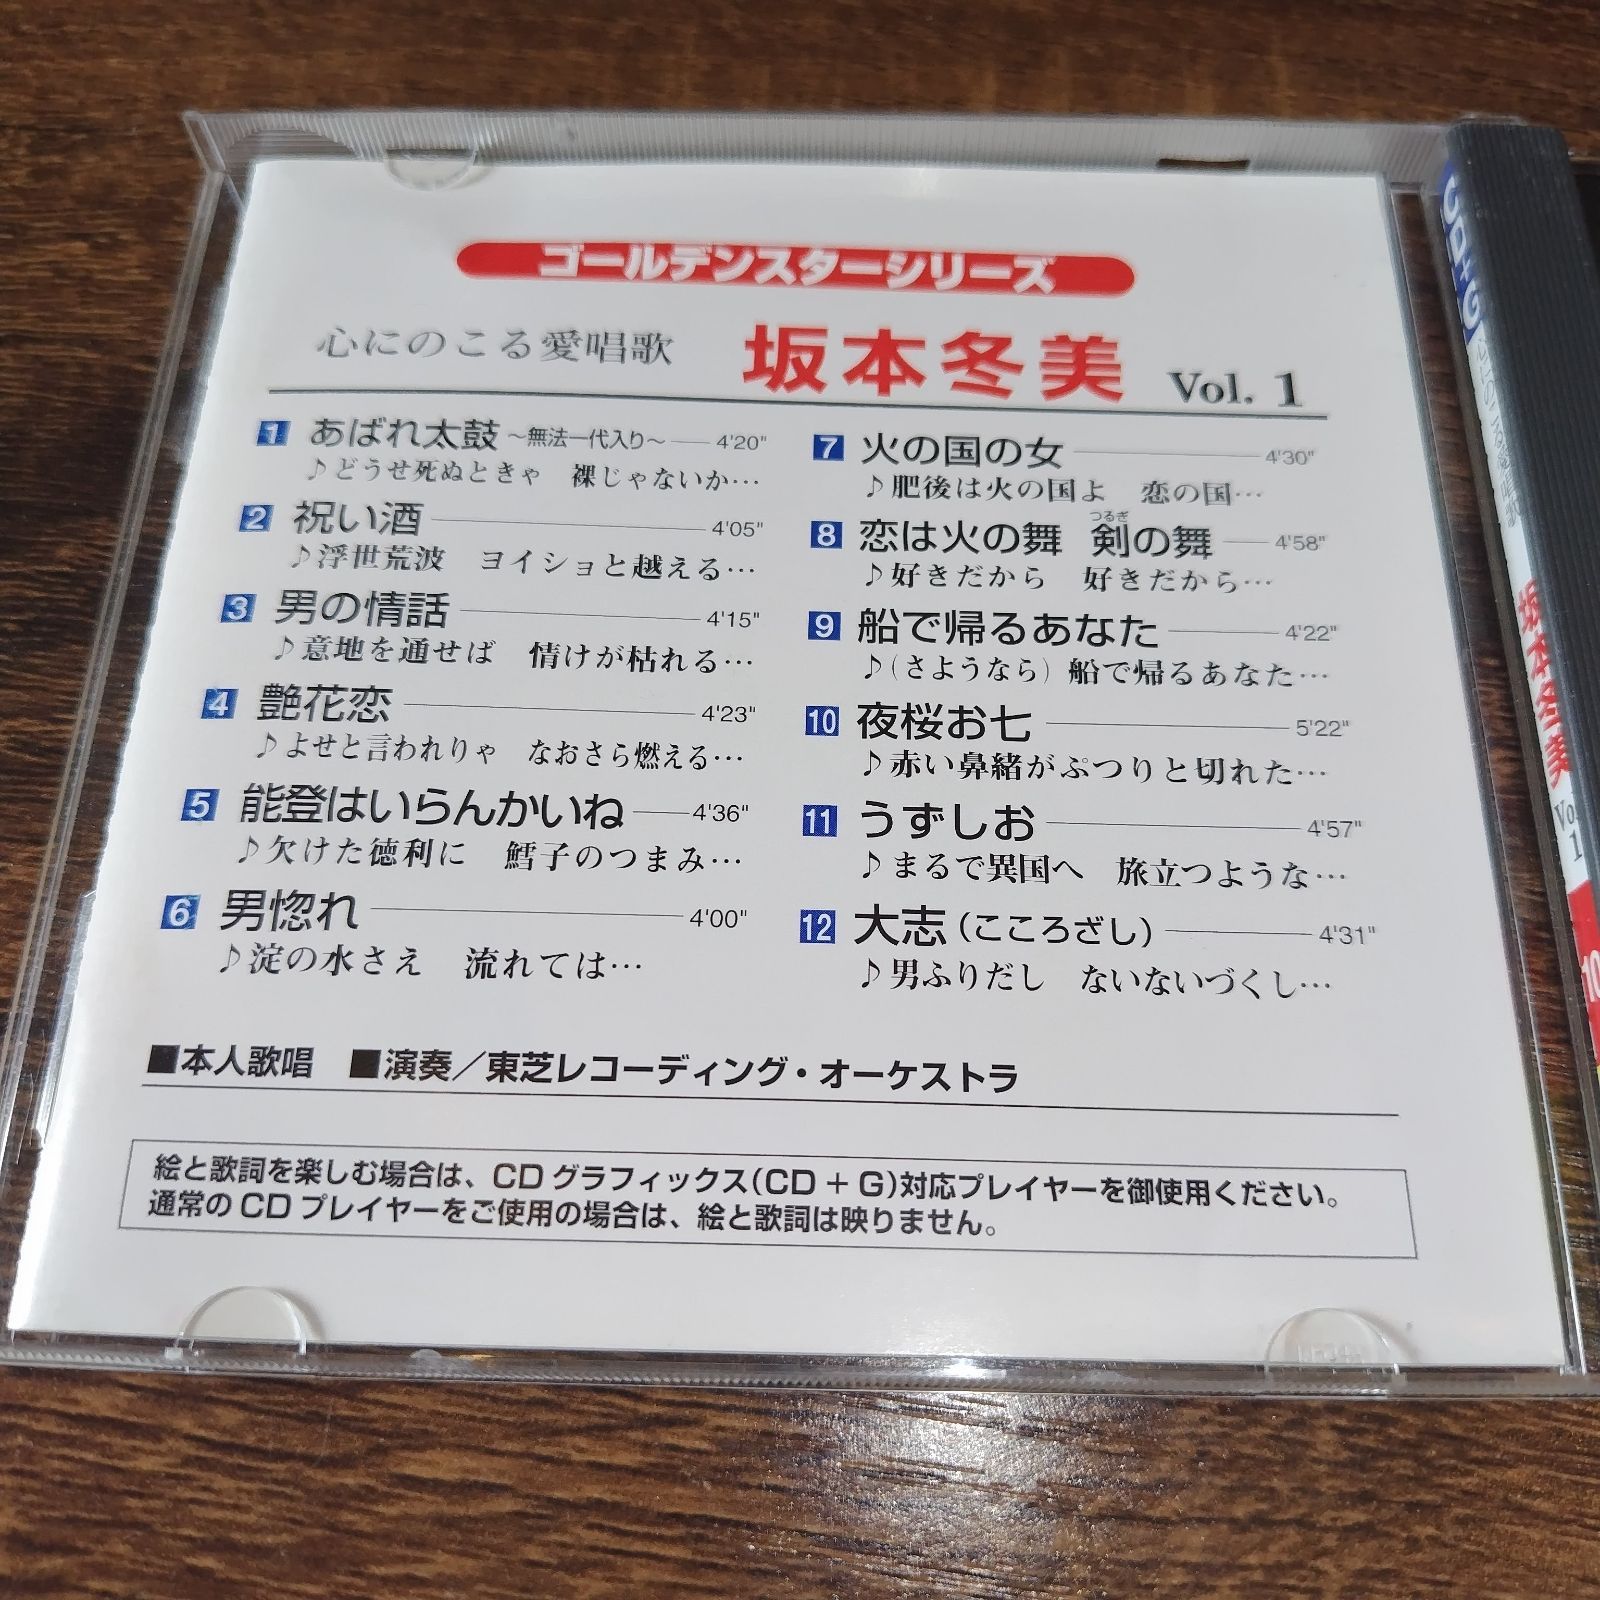 ゴールデンスターシリーズ
心にのこる愛唱歌 坂本冬美 Vol. 1
1 あばれ太鼓 ～無法一代入り～ 4'20"
♪どうせ死ぬときゃ 裸じゃないか…
2 祝い酒 4'05"
♪浮世荒波 ヨイショと越える…
3 男の情話 4'15"
♪意地を通せば 情けが枯れる…
4 艶花恋 4'23"
♪よせと言われりゃ なおさら燃える…
5 能登はいらんかいね 4'36"
♪欠けた徳利に 鱈子のつまみ…
6 男惚れ 4'00"
♪淀の水さえ 流れては…
7 火の国の女 4'30"
♪肥後は火の国よ 恋の国…
つるぎ
8 恋は火の舞 剣の舞 4'58"
♪好きだから 好きだから…
9 船で帰るあなた 4'22"
♪(さようなら) 船で帰るあなた…
10 夜桜お七 5'22"
♪赤い鼻緒がぷつりと切れた…
11 うずしお 4'57"
♪まるで異国へ 旅立つような…
12 大志(こころざし) 4'31"
♪男ふりだし ないないづくし…
■本人歌唱 ■演奏／東芝レコーディング・オーケストラ
絵と歌詞を楽しむ場合は、CDグラフィックス(CD+G)対応プレイヤーを御使用ください。
通常のCDプレイヤーをご使用の場合は、絵と歌詞は映りません。
CD+G
坂本冬美
Vol.
1
10